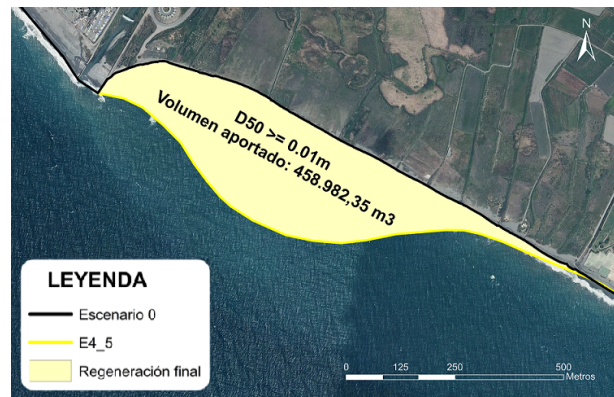 N
D50 >= 0.01m
Volumen aportado: 458.982,35 m3
LEYENDA
Escenario 0
E4_5
Regeneración final
0 125 250 500
Metros